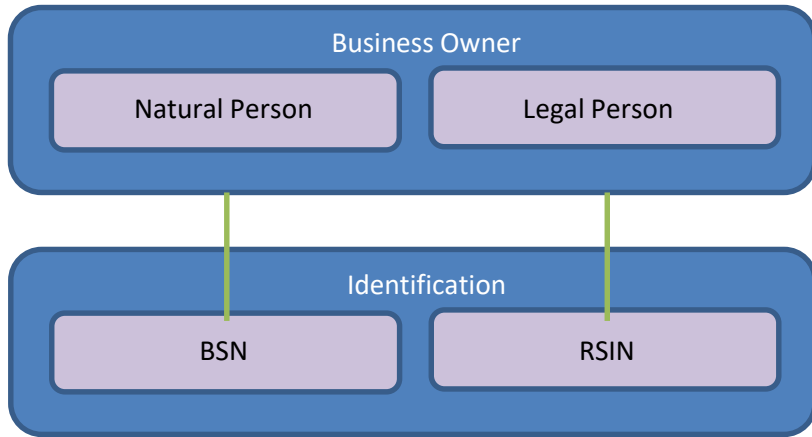 Business Owner
Natural Person
Legal Person
Identification
BSN
RSIN